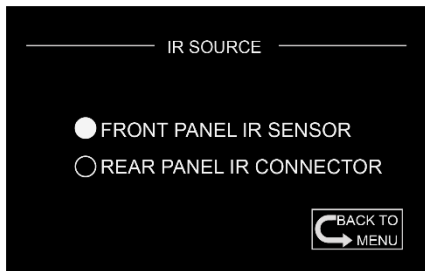 IR SOURCE
FRONT PANEL IR SENSOR
REAR PANEL IR CONNECTOR
BACK TO
MENU